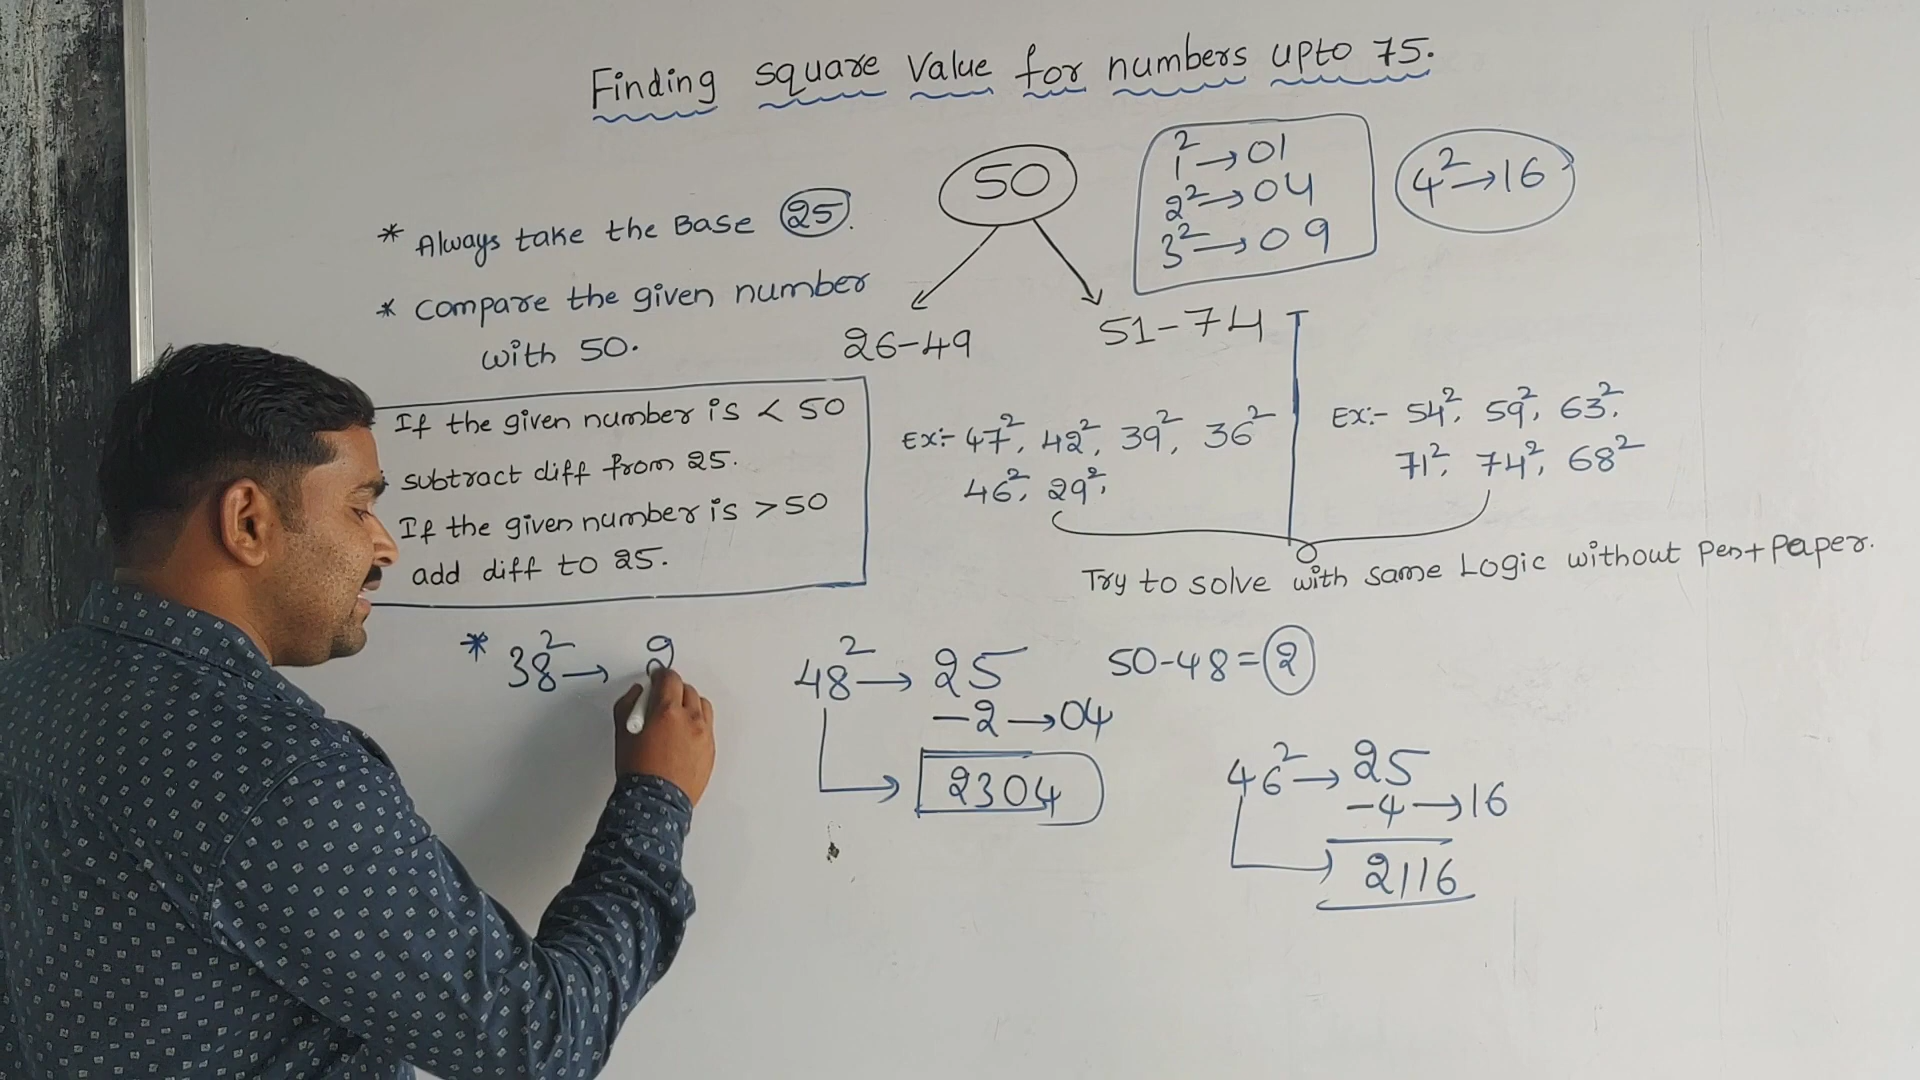 Finding square value for numbers upto 75.
50
1² → 01
2² → 04
3² → 09
4² → 16
* Always take the Base 25.
* compare the given number
with 50.
26-49
51-74
If the given number is < 50
subtract diff from 25.
If the given number is > 50
add diff to 25.
Ex:- 47², 42², 39², 36²
46², 29²,
Ex:- 54², 59², 63²,
71², 74², 68²
Try to solve with same Logic without pen+paper.
* 38² → 2
48² → 25
-2 → 04
2304
50-48=2
46² → 25
-4 → 16
2116